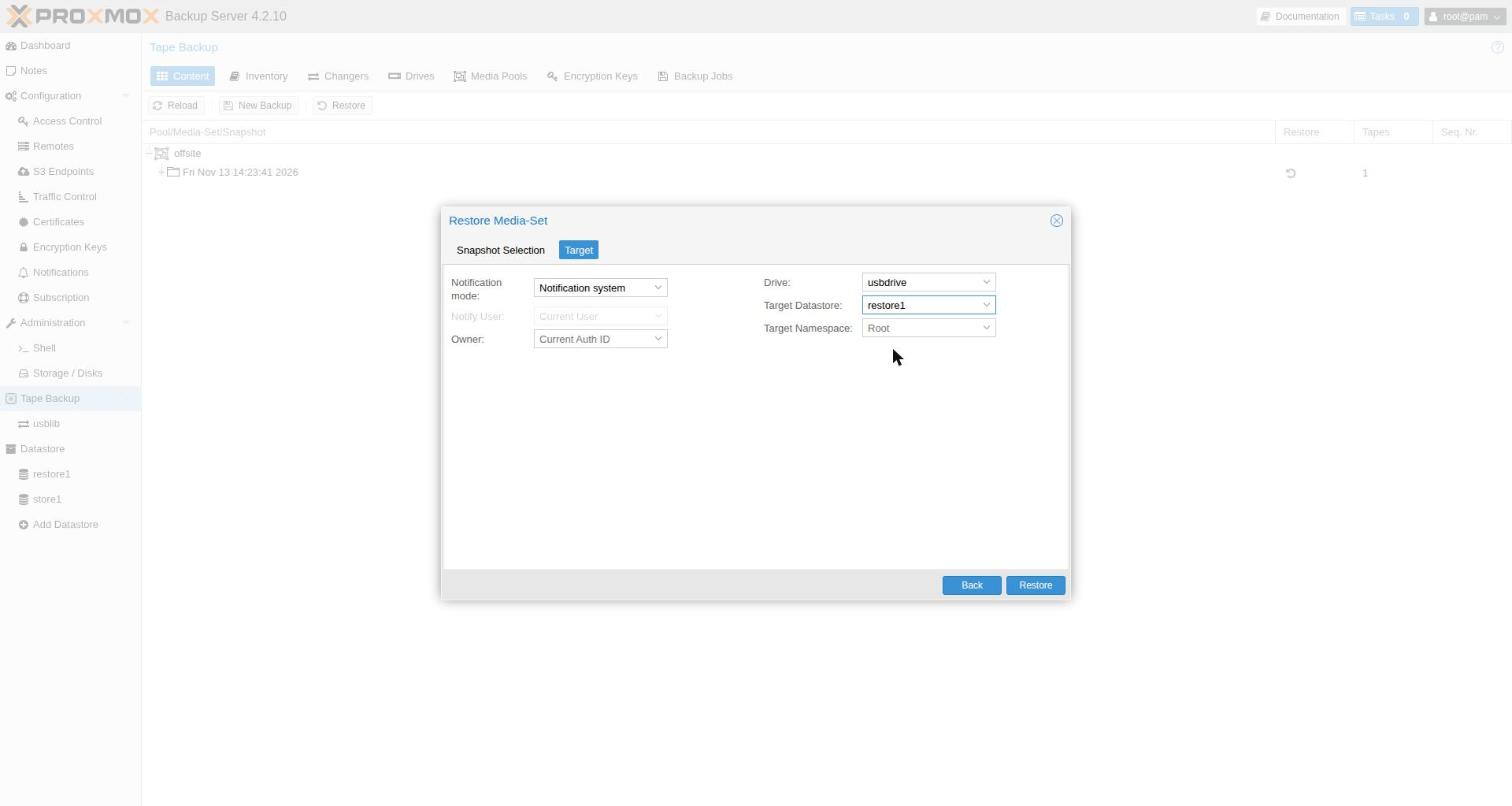 PROXMOX Backup Server 4.2.10
Documentation
Tasks 0
root@pam
Dashboard
Notes
Configuration
Access Control
Remotes
S3 Endpoints
Traffic Control
Certificates
Encryption Keys
Notifications
Subscription
Administration
Shell
Storage / Disks
Tape Backup
usblib
Datastore
restore1
store1
Add Datastore
Tape Backup
Content
Inventory
Changers
Drives
Media Pools
Encryption Keys
Backup Jobs
Reload
New Backup
Restore
Pool/Media-Set/Snapshot
Restore
Tapes
Seq. Nr.
offsite
Fri Nov 13 14:23:41 2026
1
Restore Media-Set
Snapshot Selection
Target
Notification
mode:
Notification system
Notify User:
Current User
Owner:
Current Auth ID
Drive:
usbdrive
Target Datastore:
restore1
Target Namespace:
Root
Back
Restore